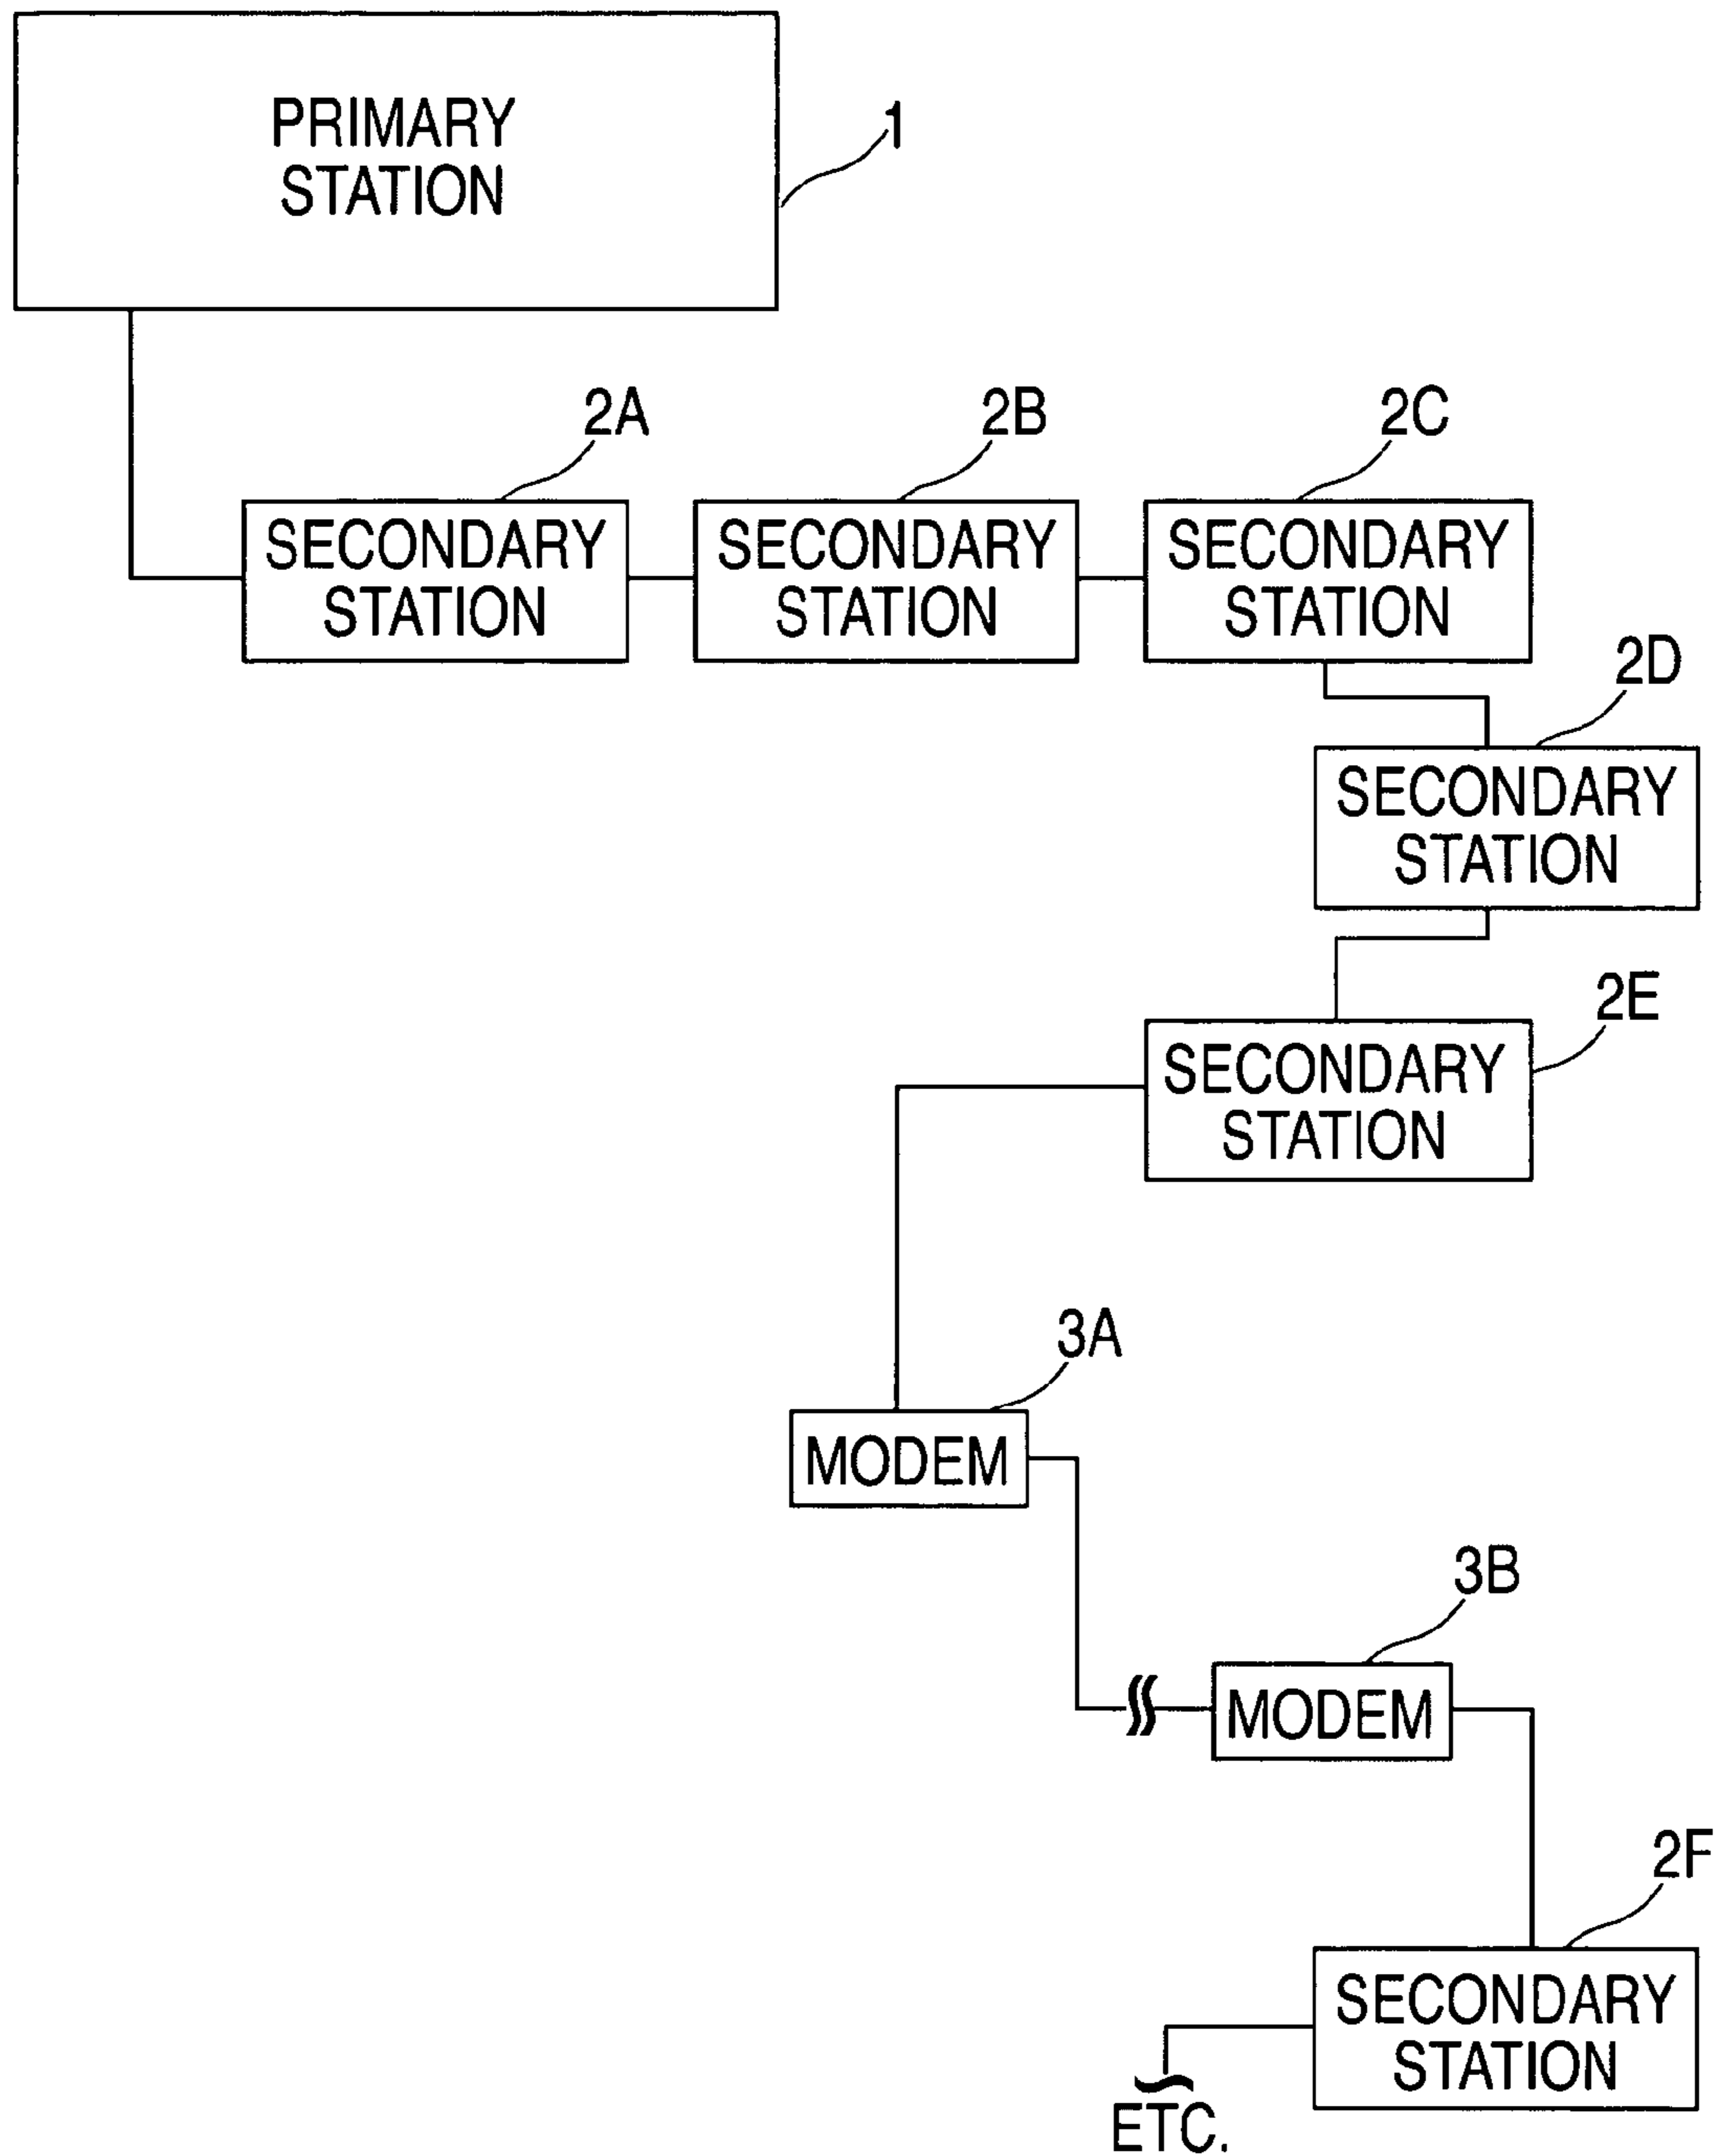 PRIMARY
STATION
1
2A
2B
2C
SECONDARY
STATION
SECONDARY
STATION
SECONDARY
STATION
2D
SECONDARY
STATION
2E
SECONDARY
STATION
3A
MODEM
3B
MODEM
2F
SECONDARY
STATION
ETC.